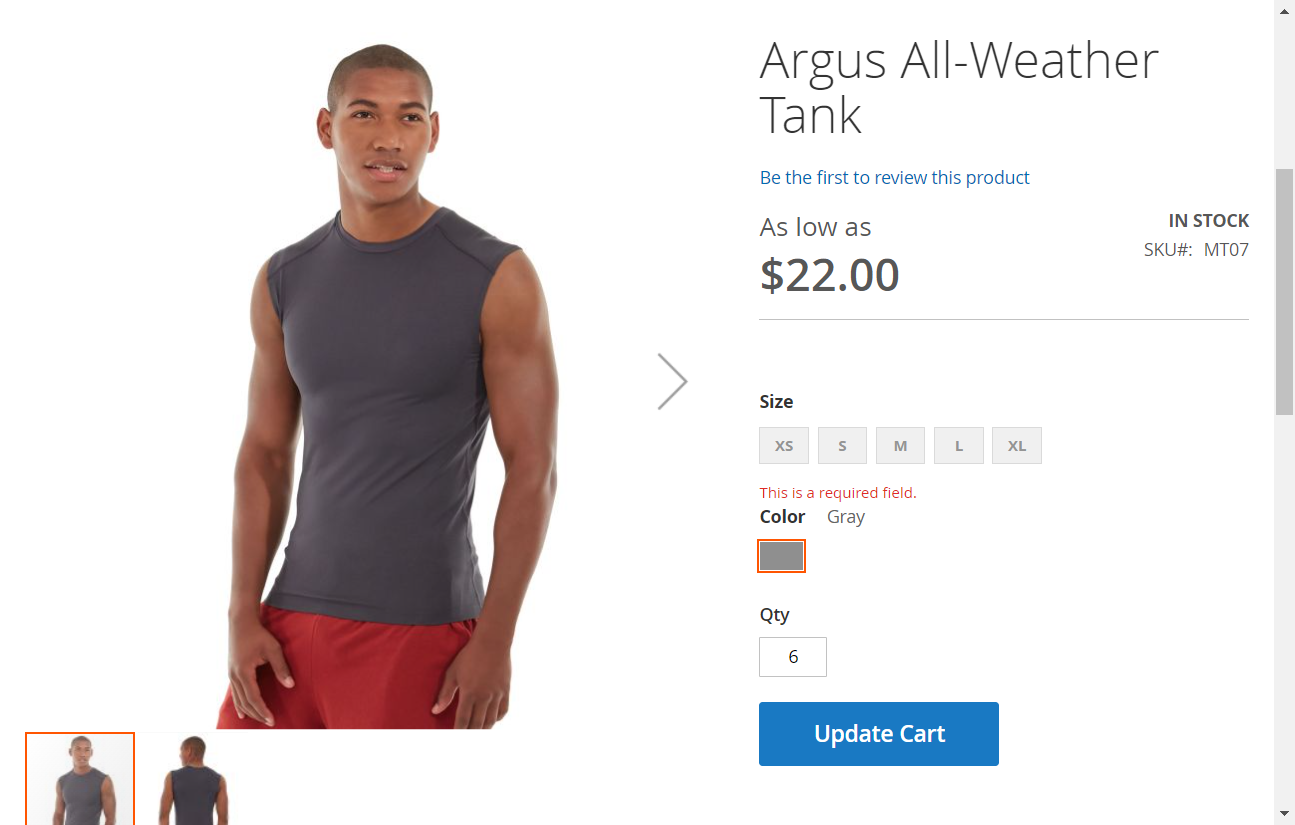 Argus All-Weather
Tank
Be the first to review this product
As low as
$22.00
IN STOCK
SKU#: MT07
Size
XS S M L XL
This is a required field.
Color Gray
Qty
6
Update Cart